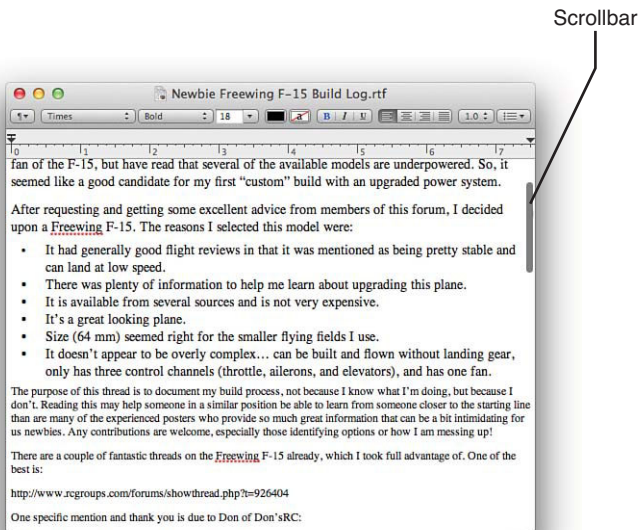 Scrollbar
Newbie Freewing F-15 Build Log.rtf
¶ Times Bold 18 a B I U 1.0
0 1 2 3 4 5 6 7
fan of the F-15, but have read that several of the available models are underpowered. So, it
seemed like a good candidate for my first “custom” build with an upgraded power system.
After requesting and getting some excellent advice from members of this forum, I decided
upon a Freewing F-15. The reasons I selected this model were:
• It had generally good flight reviews in that it was mentioned as being pretty stable and
can land at low speed.
• There was plenty of information to help me learn about upgrading this plane.
• It is available from several sources and is not very expensive.
• It’s a great looking plane.
• Size (64 mm) seemed right for the smaller flying fields I use.
• It doesn’t appear to be overly complex… can be built and flown without landing gear,
only has three control channels (throttle, ailerons, and elevators), and has one fan.
The purpose of this thread is to document my build process, not because I know what I’m doing, but because I
don’t. Reading this may help someone in a similar position be able to learn from someone closer to the starting line
than are many of the experienced posters who provide so much great information that can be a bit intimidating for
us newbies. Any contributions are welcome, especially those identifying options or how I am messing up!
There are a couple of fantastic threads on the Freewing F-15 already, which I took full advantage of. One of the
best is:
http://www.rcgroups.com/forums/showthread.php?t=926404
One specific mention and thank you is due to Don of Don’sRC: